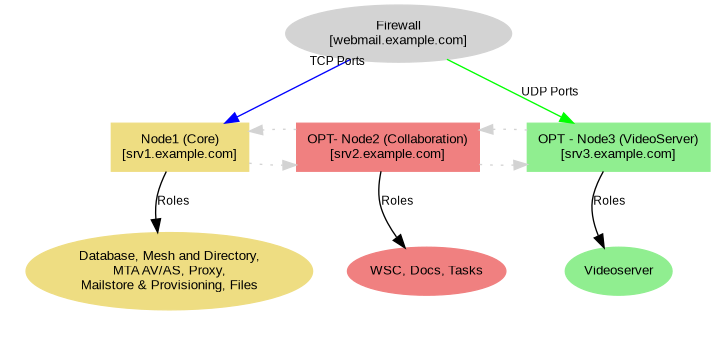 Firewall
[webmail.example.com]
TCP Ports
UDP Ports
Node1 (Core)
[srv1.example.com]
OPT- Node2 (Collaboration)
[srv2.example.com]
OPT - Node3 (VideoServer)
[srv3.example.com]
Roles
Roles
Roles
Database, Mesh and Directory,
MTA AV/AS, Proxy,
Mailstore & Provisioning, Files
WSC, Docs, Tasks
Videoserver